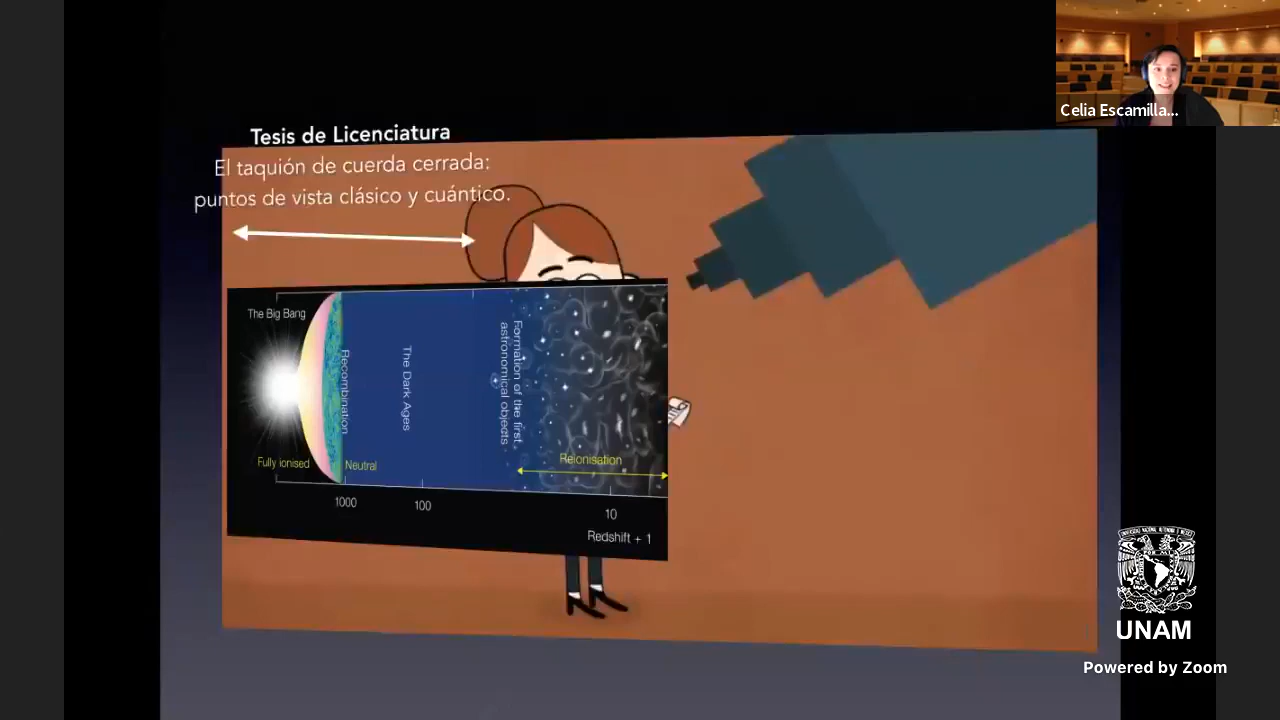 Celia Escamilla...
Tesis de Licenciatura
El taquión de cuerda cerrada:
puntos de vista clásico y cuántico.
The Big Bang
Recombination
The Dark Ages
Formation of the first
astronomical objects
Fully ionised
Neutral
Reionisation
1000
100
10
Redshift + 1
UNAM
Powered by Zoom